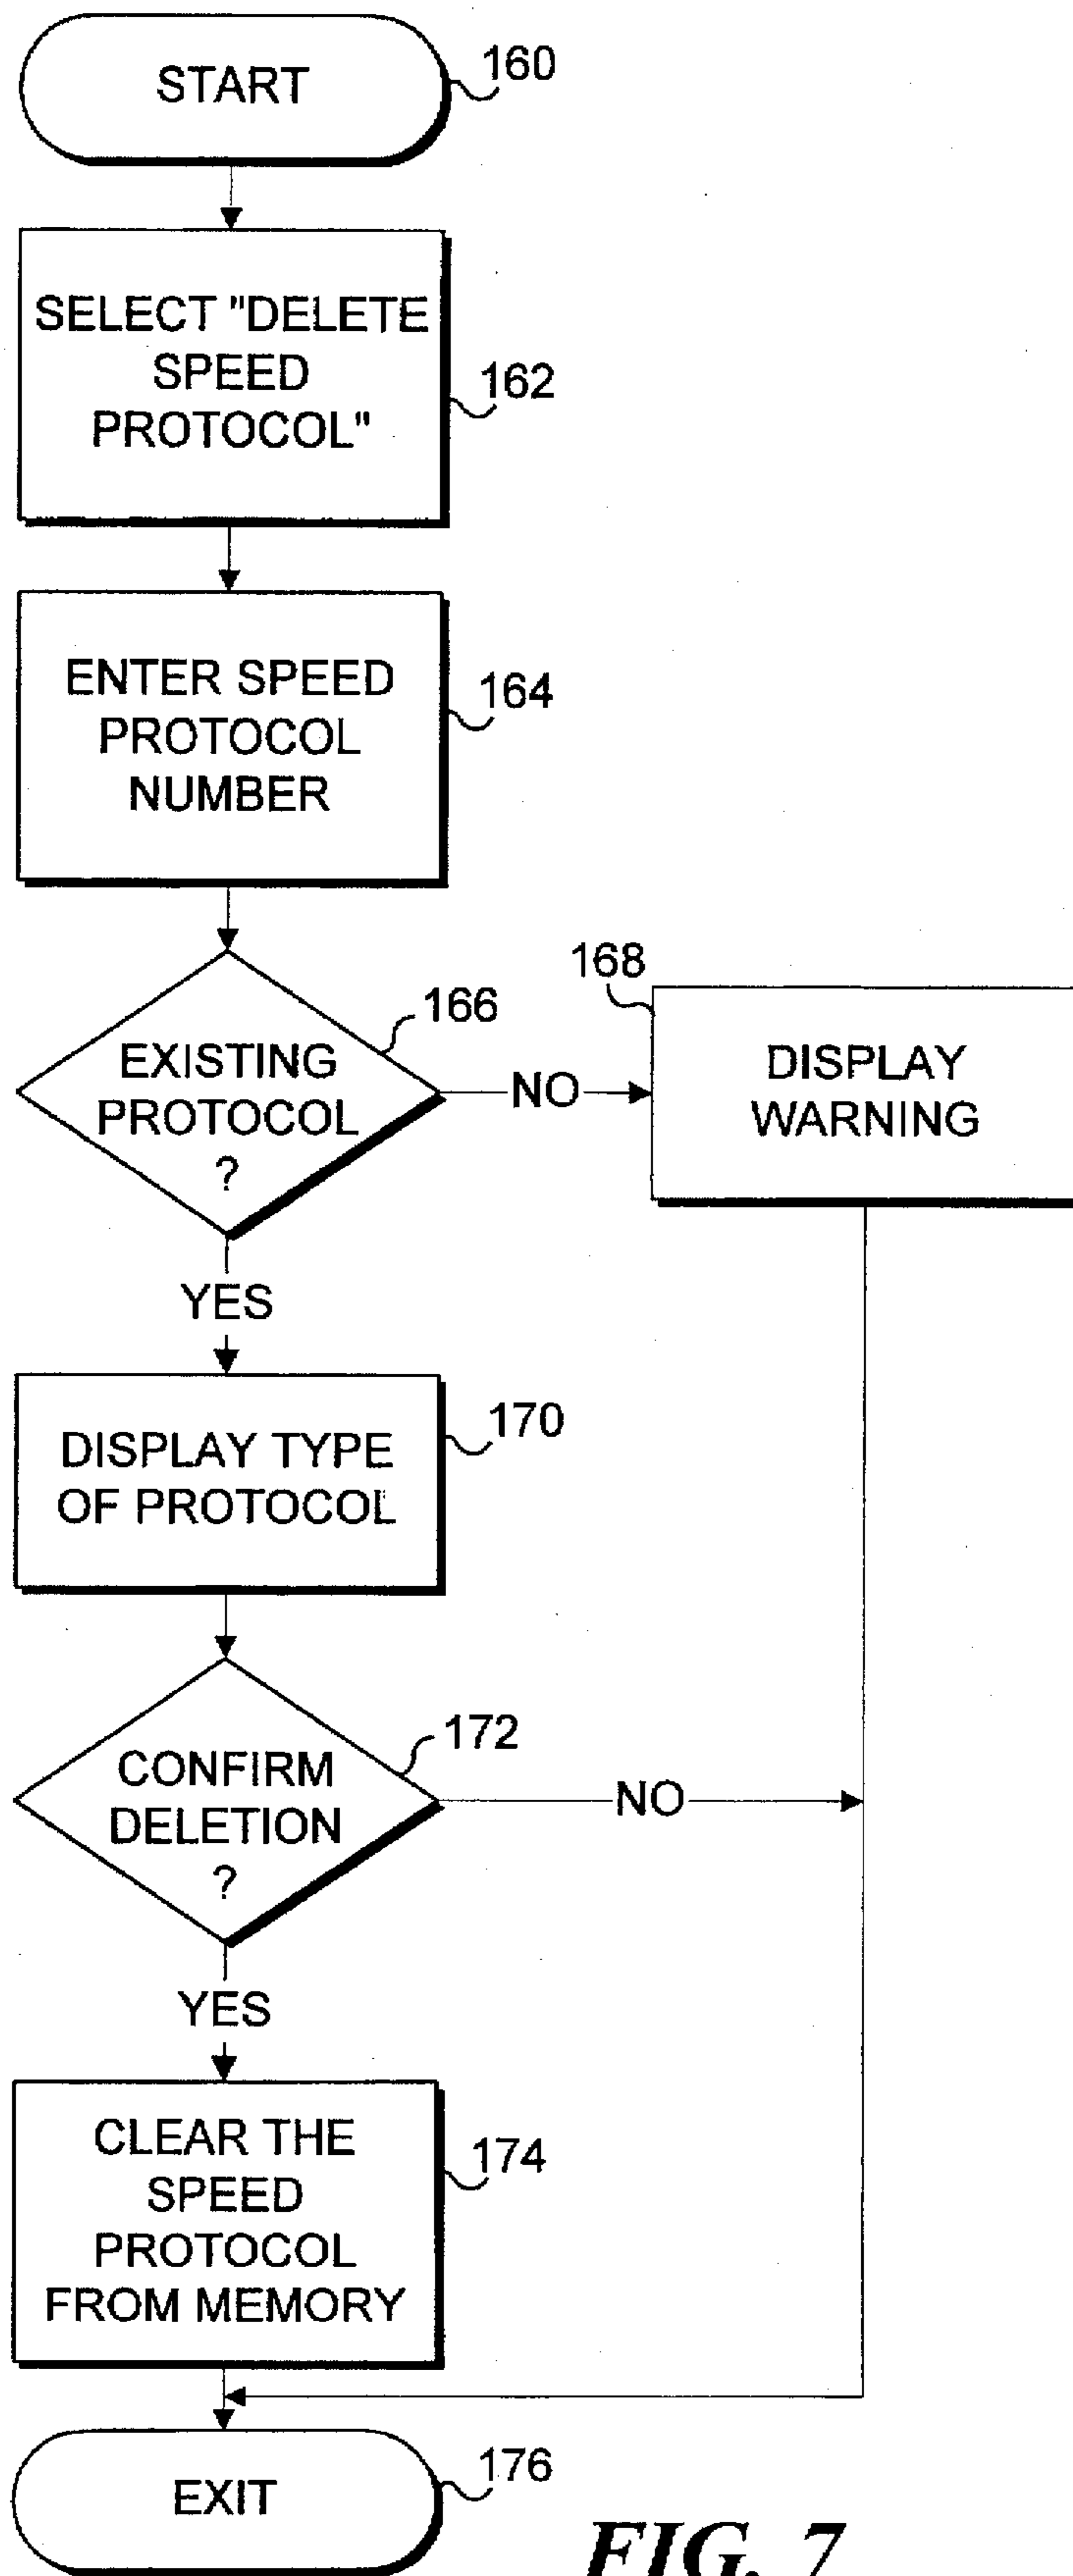 START
160
SELECT "DELETE
SPEED
PROTOCOL"
162
ENTER SPEED
PROTOCOL
NUMBER
164
EXISTING
PROTOCOL
?
166
NO
168
DISPLAY
WARNING
YES
DISPLAY TYPE
OF PROTOCOL
170
CONFIRM
DELETION
?
172
NO
YES
CLEAR THE
SPEED
PROTOCOL
FROM MEMORY
174
EXIT
176
FIG. 7